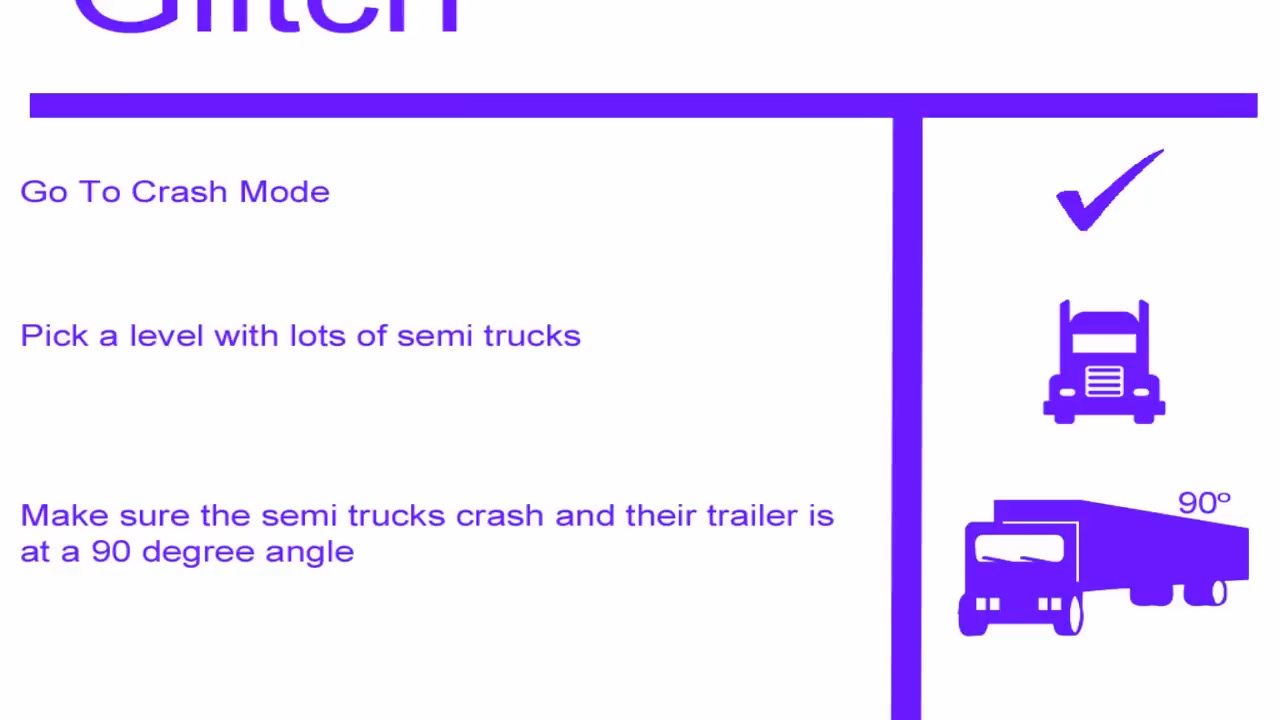 Glitch
Go To Crash Mode
Pick a level with lots of semi trucks
90º
Make sure the semi trucks crash and their trailer is
at a 90 degree angle